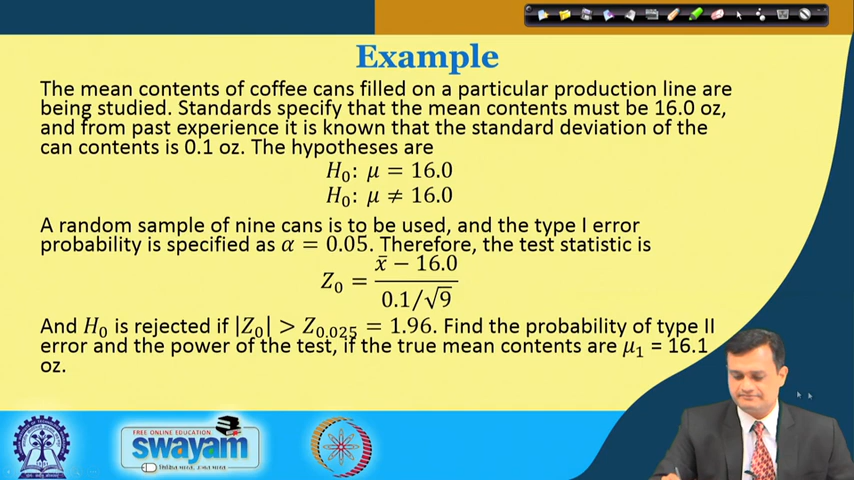 Example
The mean contents of coffee cans filled on a particular production line are
being studied. Standards specify that the mean contents must be 16.0 oz,
and from past experience it is known that the standard deviation of the
can contents is 0.1 oz. The hypotheses are
H₀: μ = 16.0
H₀: μ ≠ 16.0
A random sample of nine cans is to be used, and the type I error
probability is specified as α = 0.05. Therefore, the test statistic is
Z₀ = (x̄ − 16.0) / (0.1/√9)
And H₀ is rejected if |Z₀| > Z₀.₀₂₅ = 1.96. Find the probability of type II
error and the power of the test, if the true mean contents are μ₁ = 16.1
oz.
FREE ONLINE EDUCATION
swayam